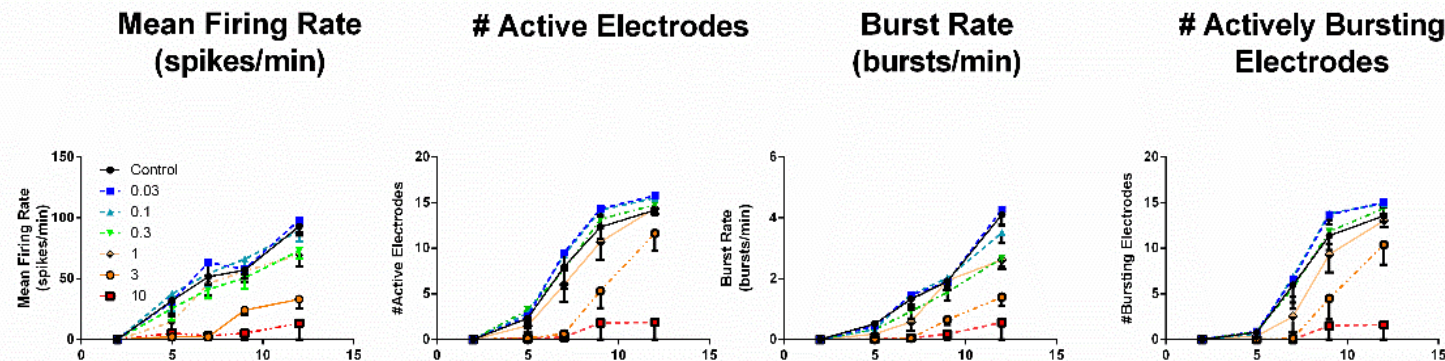 Mean Firing Rate
(spikes/min)
# Active Electrodes
Burst Rate
(bursts/min)
# Actively Bursting
Electrodes
Mean Firing Rate
(spikes/min)
150
100
50
0
0 5 10 15
Control
0.03
0.1
0.3
1
3
10
#Active Electrodes
20
15
10
5
0
0 5 10 15
Burst Rate
(bursts/min)
6
4
2
0
0 5 10 15
#Bursting Electrodes
20
15
10
5
0
0 5 10 15